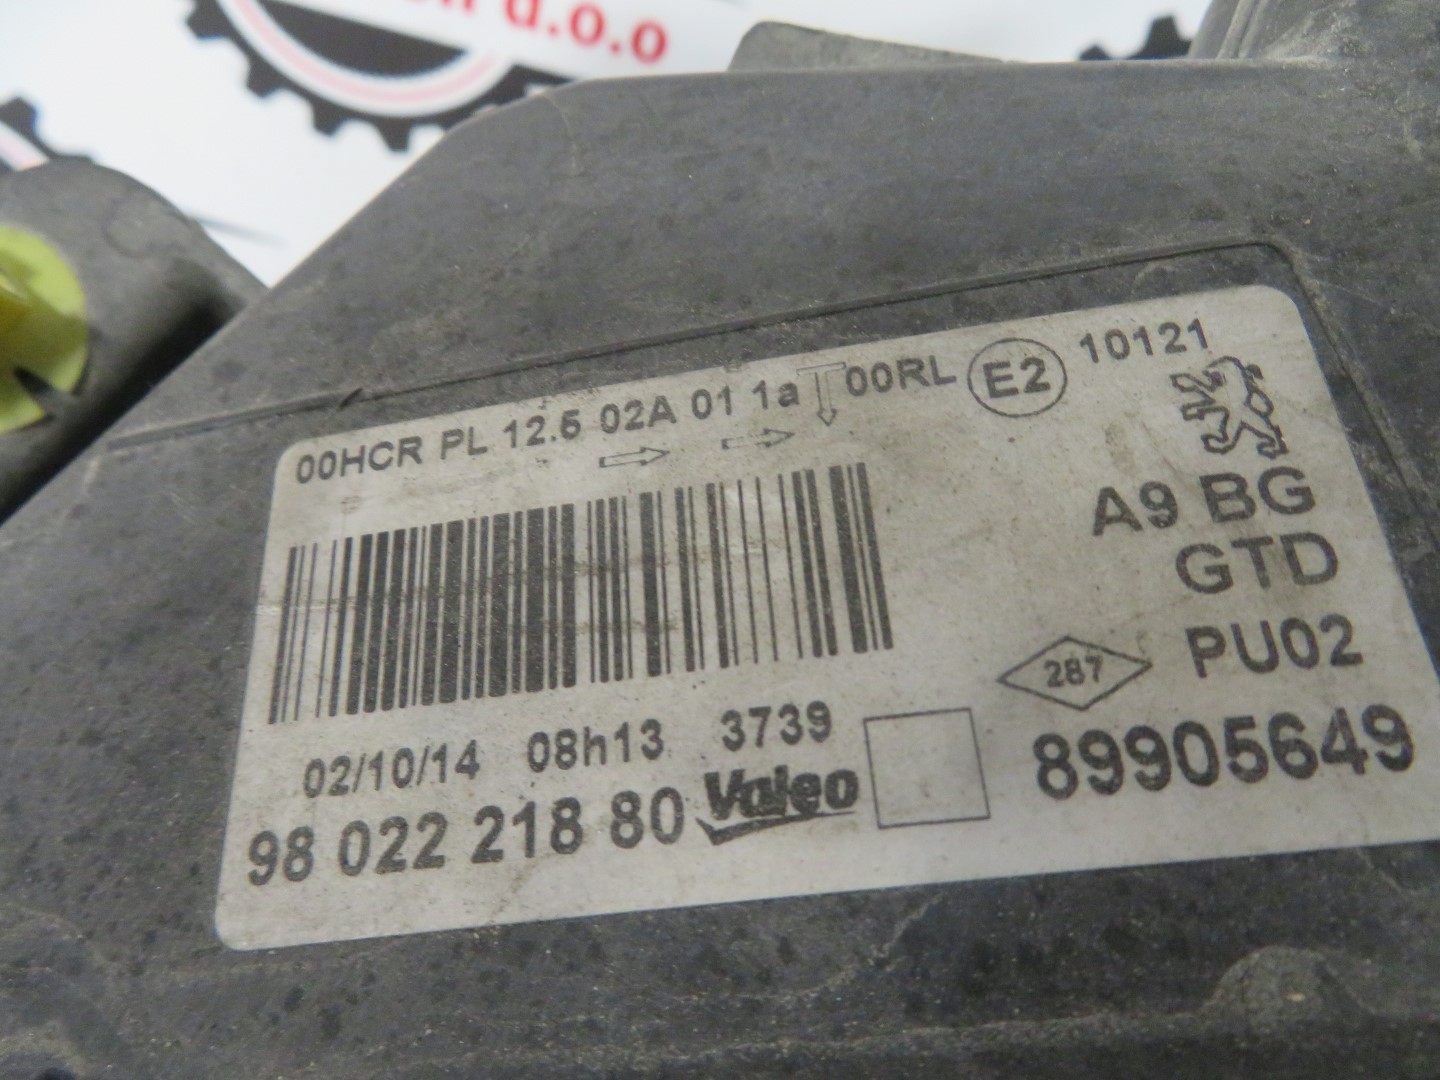 d.o.o
00HCR PL 12.5 02A 01 1a 00RL E2 10121
A9 BG
GTD
287 PU02
02/10/14 08h13 3739
98 022 218 80 Valeo 89905649